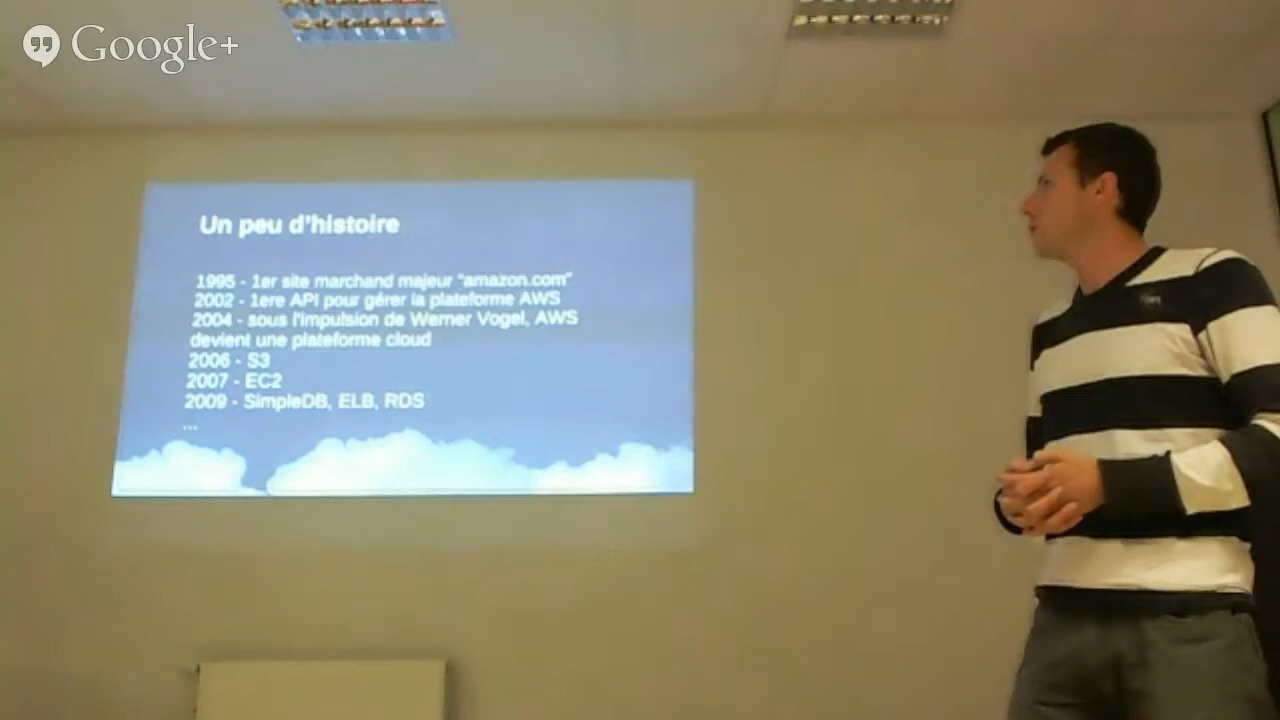 Google+
Un peu d'histoire
1995 - 1er site marchand majeur "amazon.com"
2002 - 1ere API pour gérer la plateforme AWS
2004 - sous l'impulsion de Werner Vogel, AWS
devient une plateforme cloud
2006 - S3
2007 - EC2
2009 - SimpleDB, ELB, RDS
...